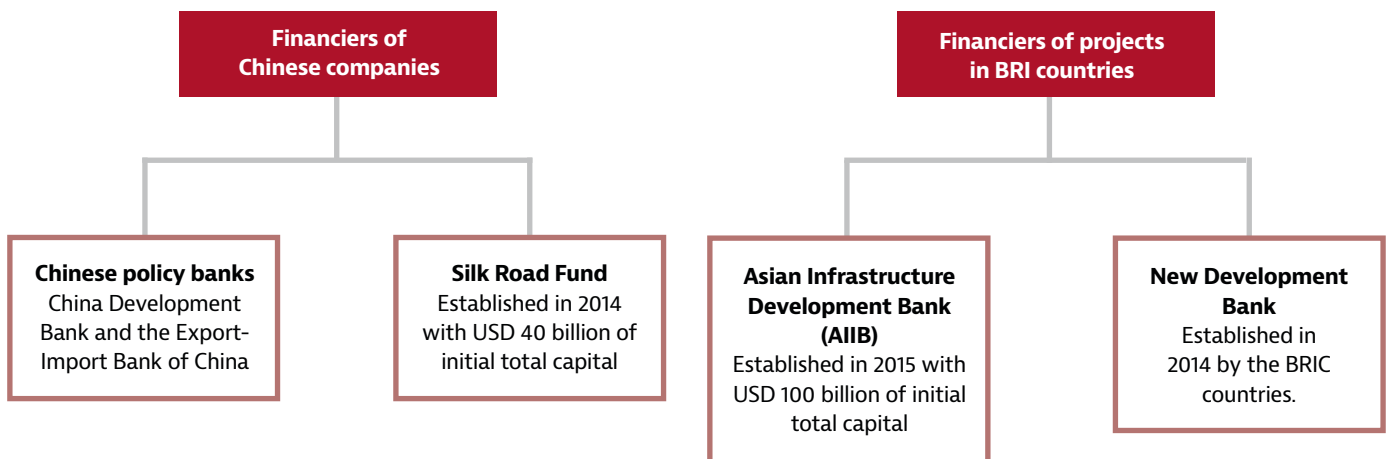 Financiers of
Chinese companies
Chinese policy banks
China Development
Bank and the Export-
Import Bank of China
Silk Road Fund
Established in 2014
with USD 40 billion of
initial total capital
Financiers of projects
in BRI countries
Asian Infrastructure
Development Bank
(AIIB)
Established in 2015 with
USD 100 billion of initial
total capital
New Development
Bank
Established in
2014 by the BRIC
countries.